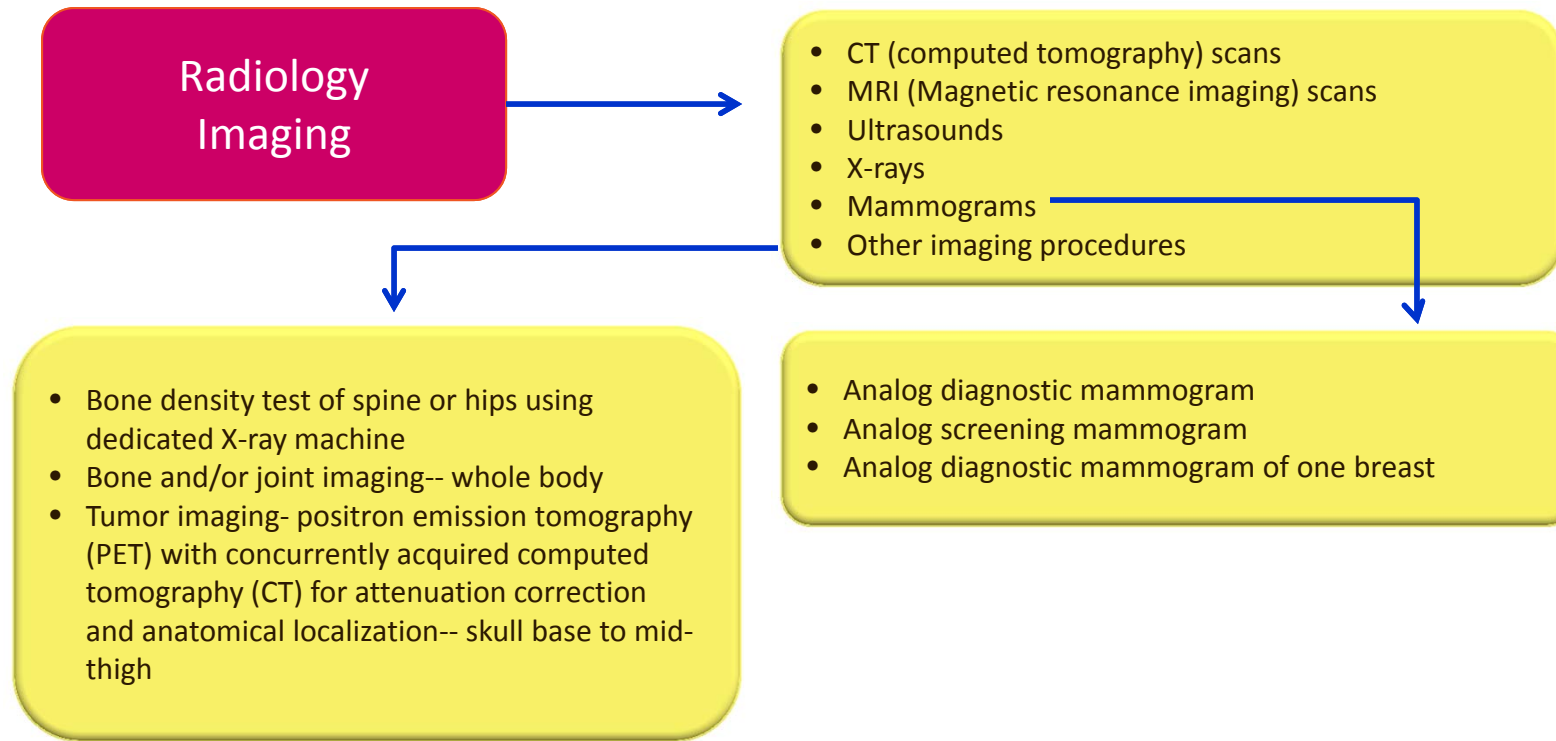 Radiology
Imaging
• CT (computed tomography) scans
• MRI (Magnetic resonance imaging) scans
• Ultrasounds
• X-rays
• Mammograms
• Other imaging procedures
• Bone density test of spine or hips using
dedicated X-ray machine
• Bone and/or joint imaging-- whole body
• Tumor imaging- positron emission tomography
(PET) with concurrently acquired computed
tomography (CT) for attenuation correction
and anatomical localization-- skull base to mid-
thigh
• Analog diagnostic mammogram
• Analog screening mammogram
• Analog diagnostic mammogram of one breast